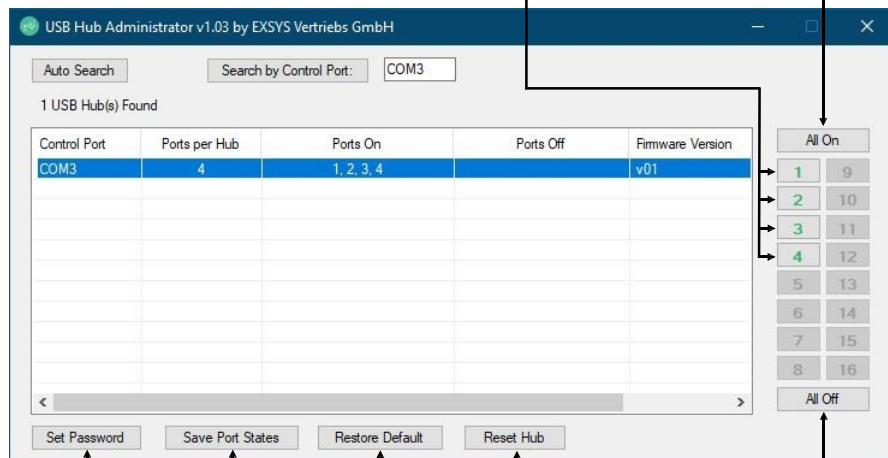 USB Hub Administrator v1.03 by EXSYS Vertriebs GmbH
Auto Search Search by Control Port: COM3
1 USB Hub(s) Found
Control Port Ports per Hub Ports On Ports Off Firmware Version All On
COM3 4 1, 2, 3, 4 v01 1 9
2 10
3 11
4 12
5 13
6 14
7 15
8 16
All Off
Set Password Save Port States Restore Default Reset Hub